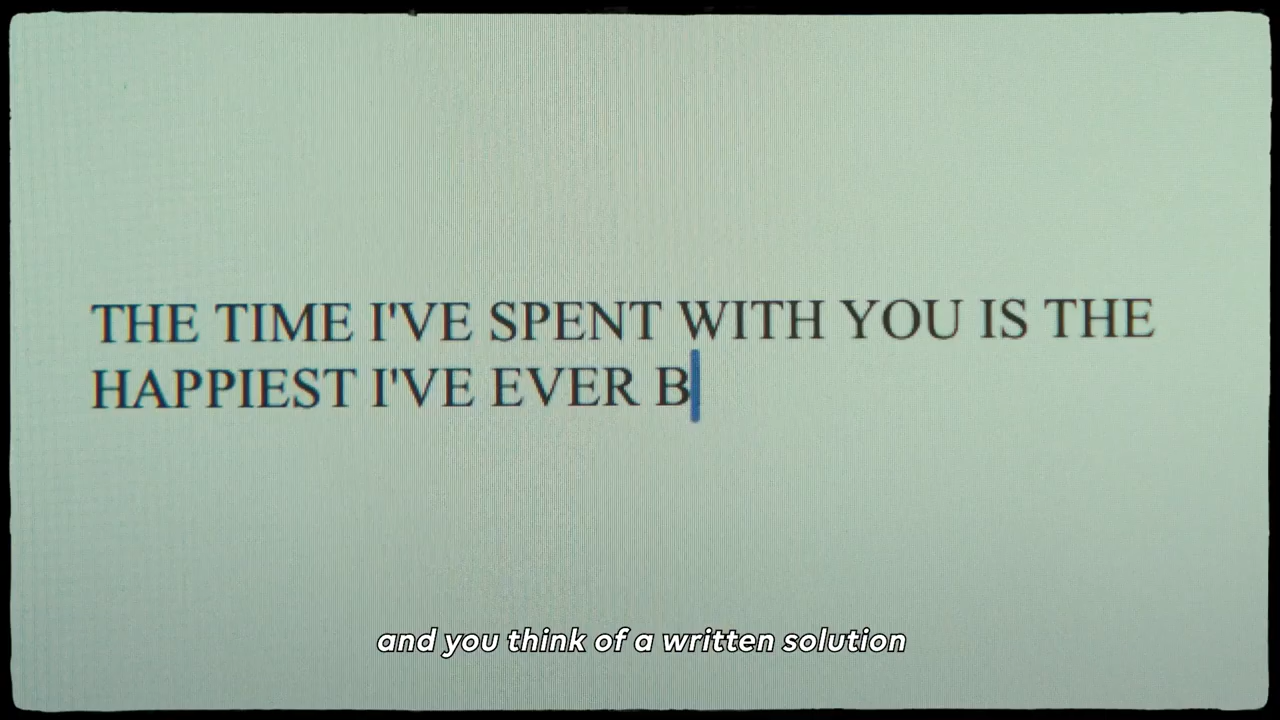 THE TIME I'VE SPENT WITH YOU IS THE
HAPPIEST I'VE EVER B
and you think of a written solution